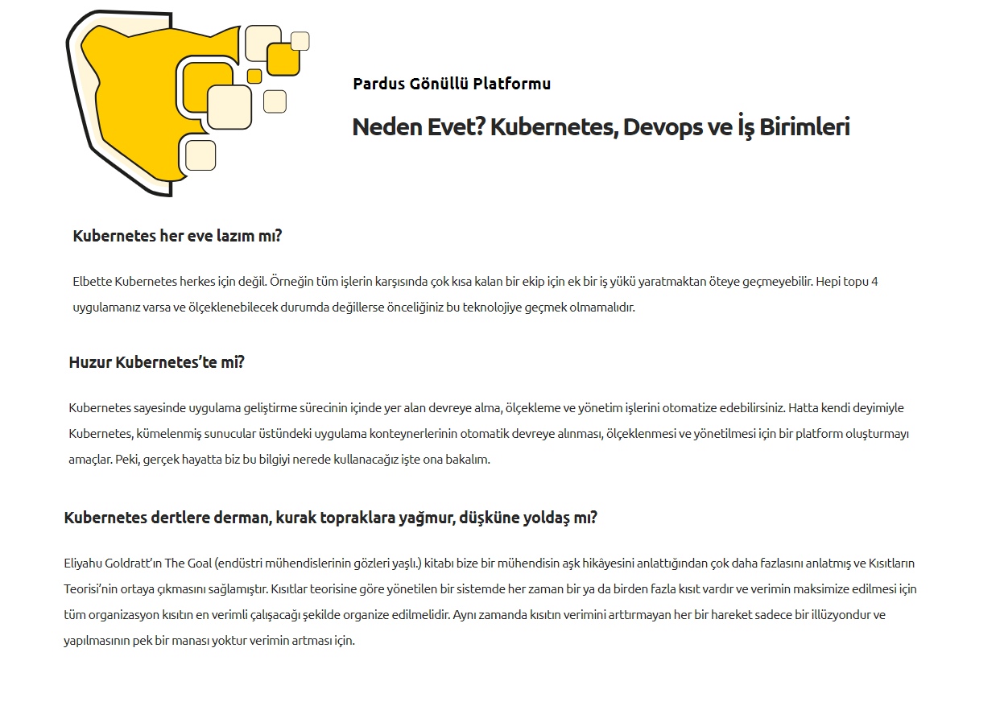 Pardus Gönüllü Platformu
Neden Evet? Kubernetes, Devops ve İş Birimleri
Kubernetes her eve lazım mı?
Elbette Kubernetes herkes için değil. Örneğin tüm işlerin karşısında çok kısa kalan bir ekip için ek bir iş yükü yaratmaktan öteye geçmeyebilir. Hepi topu 4
uygulamanız varsa ve ölçeklenebilecek durumda değillerse önceliğiniz bu teknolojiye geçmek olmamalıdır.
Huzur Kubernetes’te mi?
Kubernetes sayesinde uygulama geliştirme sürecinin içinde yer alan devreye alma, ölçekleme ve yönetim işlerini otomatize edebilirsiniz. Hatta kendi deyimiyle
Kubernetes, kümelenmiş sunucular üstündeki uygulama konteynerlerinin otomatik devreye alınması, ölçeklenmesi ve yönetilmesi için bir platform oluşturmayı
amaçlar. Peki, gerçek hayatta biz bu bilgiyi nerede kullanacağız işte ona bakalım.
Kubernetes dertlere derman, kurak topraklara yağmur, düşküne yoldaş mı?
Eliyahu Goldratt’ın The Goal (endüstri mühendislerinin gözleri yaşlı.) kitabı bize bir mühendisin aşk hikâyesini anlattığından çok daha fazlasını anlatmış ve Kısıtların
Teorisi’nin ortaya çıkmasını sağlamıştır. Kısıtlar teorisine göre yönetilen bir sistemde her zaman bir ya da birden fazla kısıt vardır ve verimin maksimize edilmesi için
tüm organizasyon kısıtın en verimli çalışacağı şekilde organize edilmelidir. Aynı zamanda kısıtın verimini arttırmayan her bir hareket sadece bir illüzyondur ve
yapılmasının pek bir manası yoktur verimin artması için.